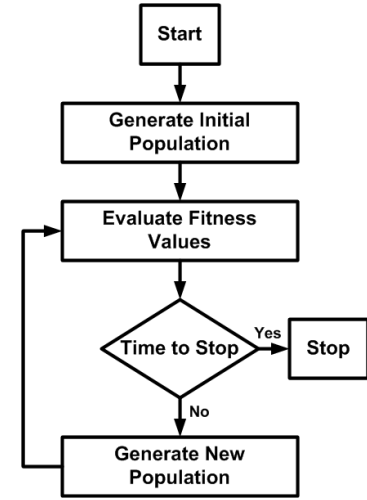 Start
Generate Initial
Population
Evaluate Fitness
Values
Time to Stop
Yes
Stop
No
Generate New
Population